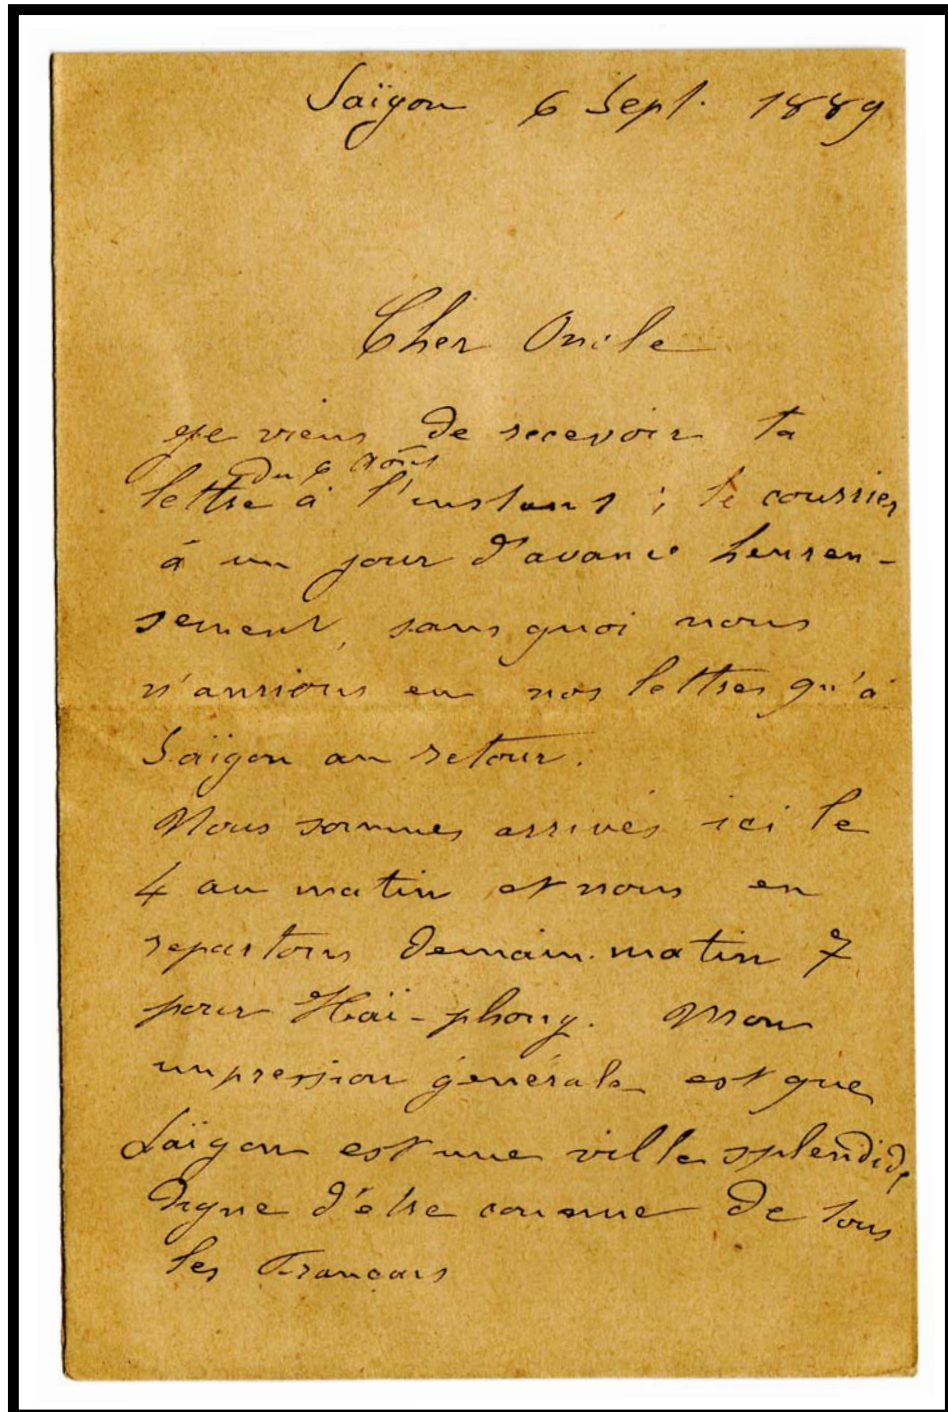 Saïgon 6 Sept. 1889
Cher Oncle
Je viens de recevoir ta
du 6 Août
lettre à l'instant ; le courrier
à un jour d'avance heureu-
sement, sans quoi nous
n'aurions eu nos lettres qu'à
Saïgon au retour.
Nous sommes arrivés ici le
4 au matin et nous en
repartons demain matin 7
pour Haï-phong. Mon
impression générale est que
Saïgon est une ville splendide,
digne d'être connue de tous
les Français